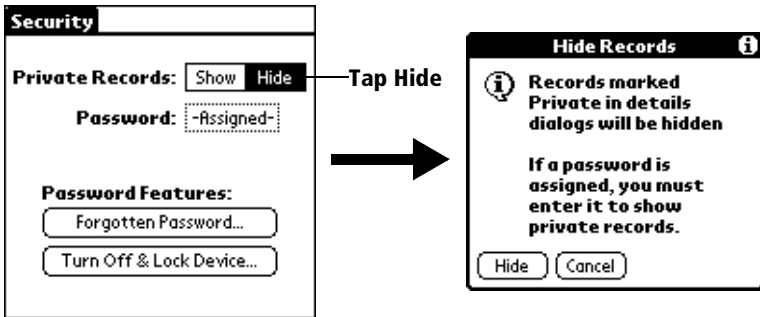 Security
Private Records: Show Hide
Tap Hide
Password: -Assigned-
Password Features:
Forgotten Password...
Turn Off & Lock Device...
Hide Records
Records marked
Private in details
dialogs will be hidden
If a password is
assigned, you must
enter it to show
private records.
Hide Cancel